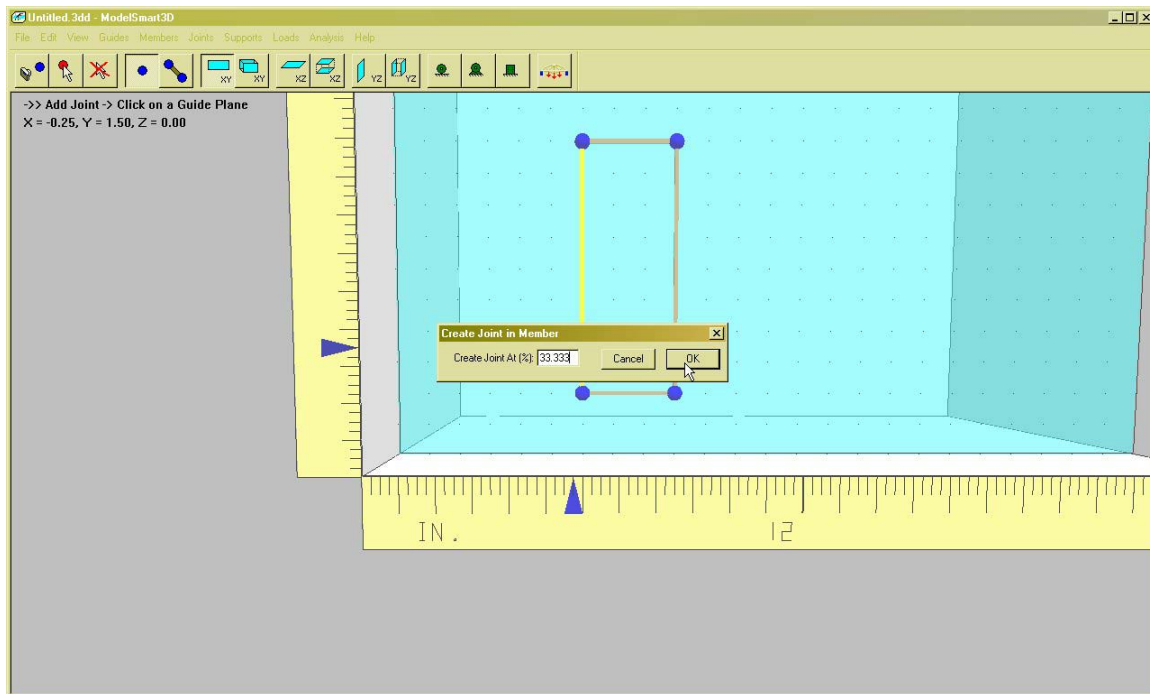 Untitled.3dd - ModelSmart3D
File Edit View Guides Members Joints Supports Loads Analysis Help
XY XY XZ XZ YZ YZ
->> Add Joint -> Click on a Guide Plane
X = -0.25, Y = 1.50, Z = 0.00
Create Joint in Member
Create Joint At (%): 33.333 Cancel OK
IN. 12